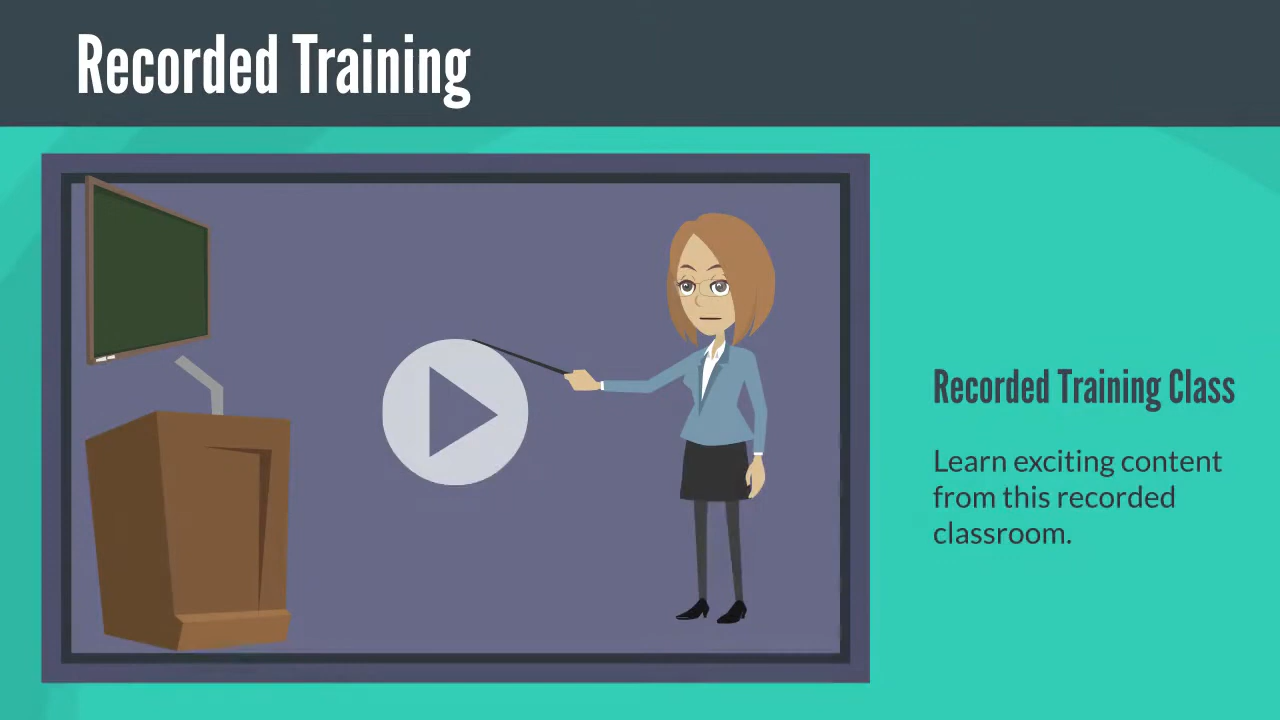 Recorded Training
Recorded Training Class
Learn exciting content
from this recorded
classroom.